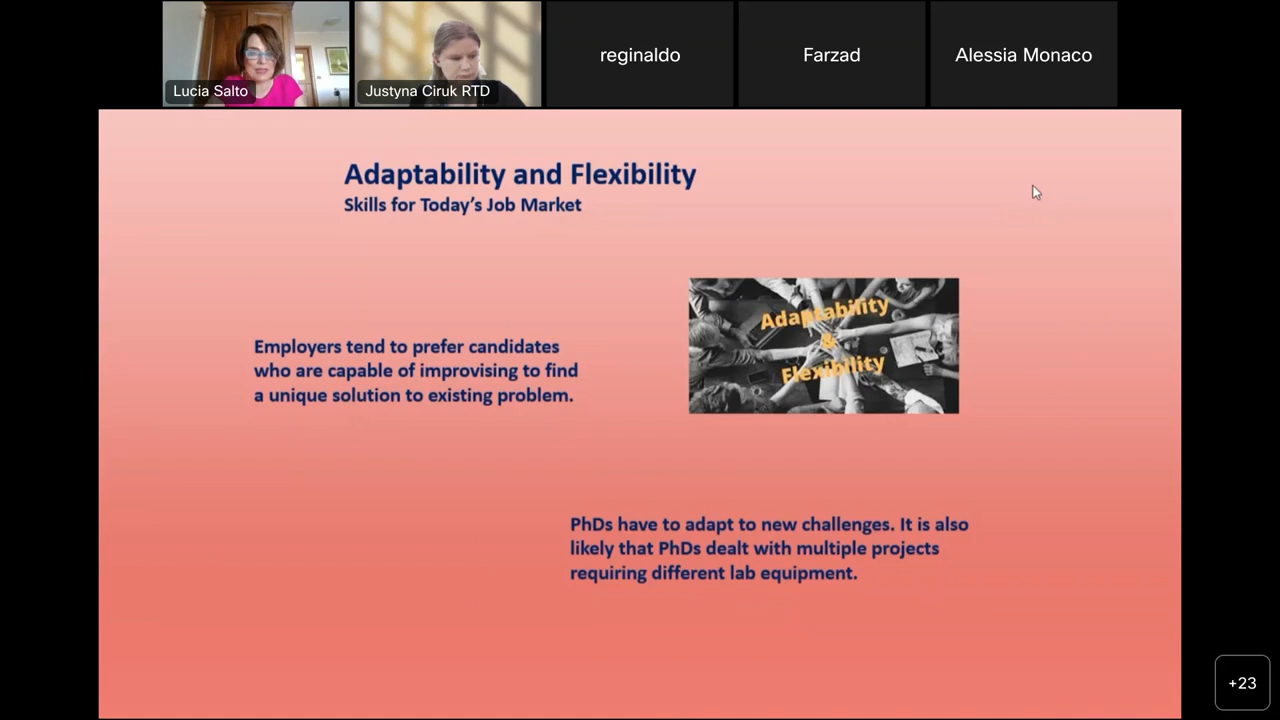 Lucia Salto
Justyna Ciruk RTD
reginaldo
Farzad
Alessia Monaco
Adaptability and Flexibility
Skills for Today's Job Market
Adaptability
&
Flexibility
Employers tend to prefer candidates
who are capable of improvising to find
a unique solution to existing problem.
PhDs have to adapt to new challenges. It is also
likely that PhDs dealt with multiple projects
requiring different lab equipment.
+23